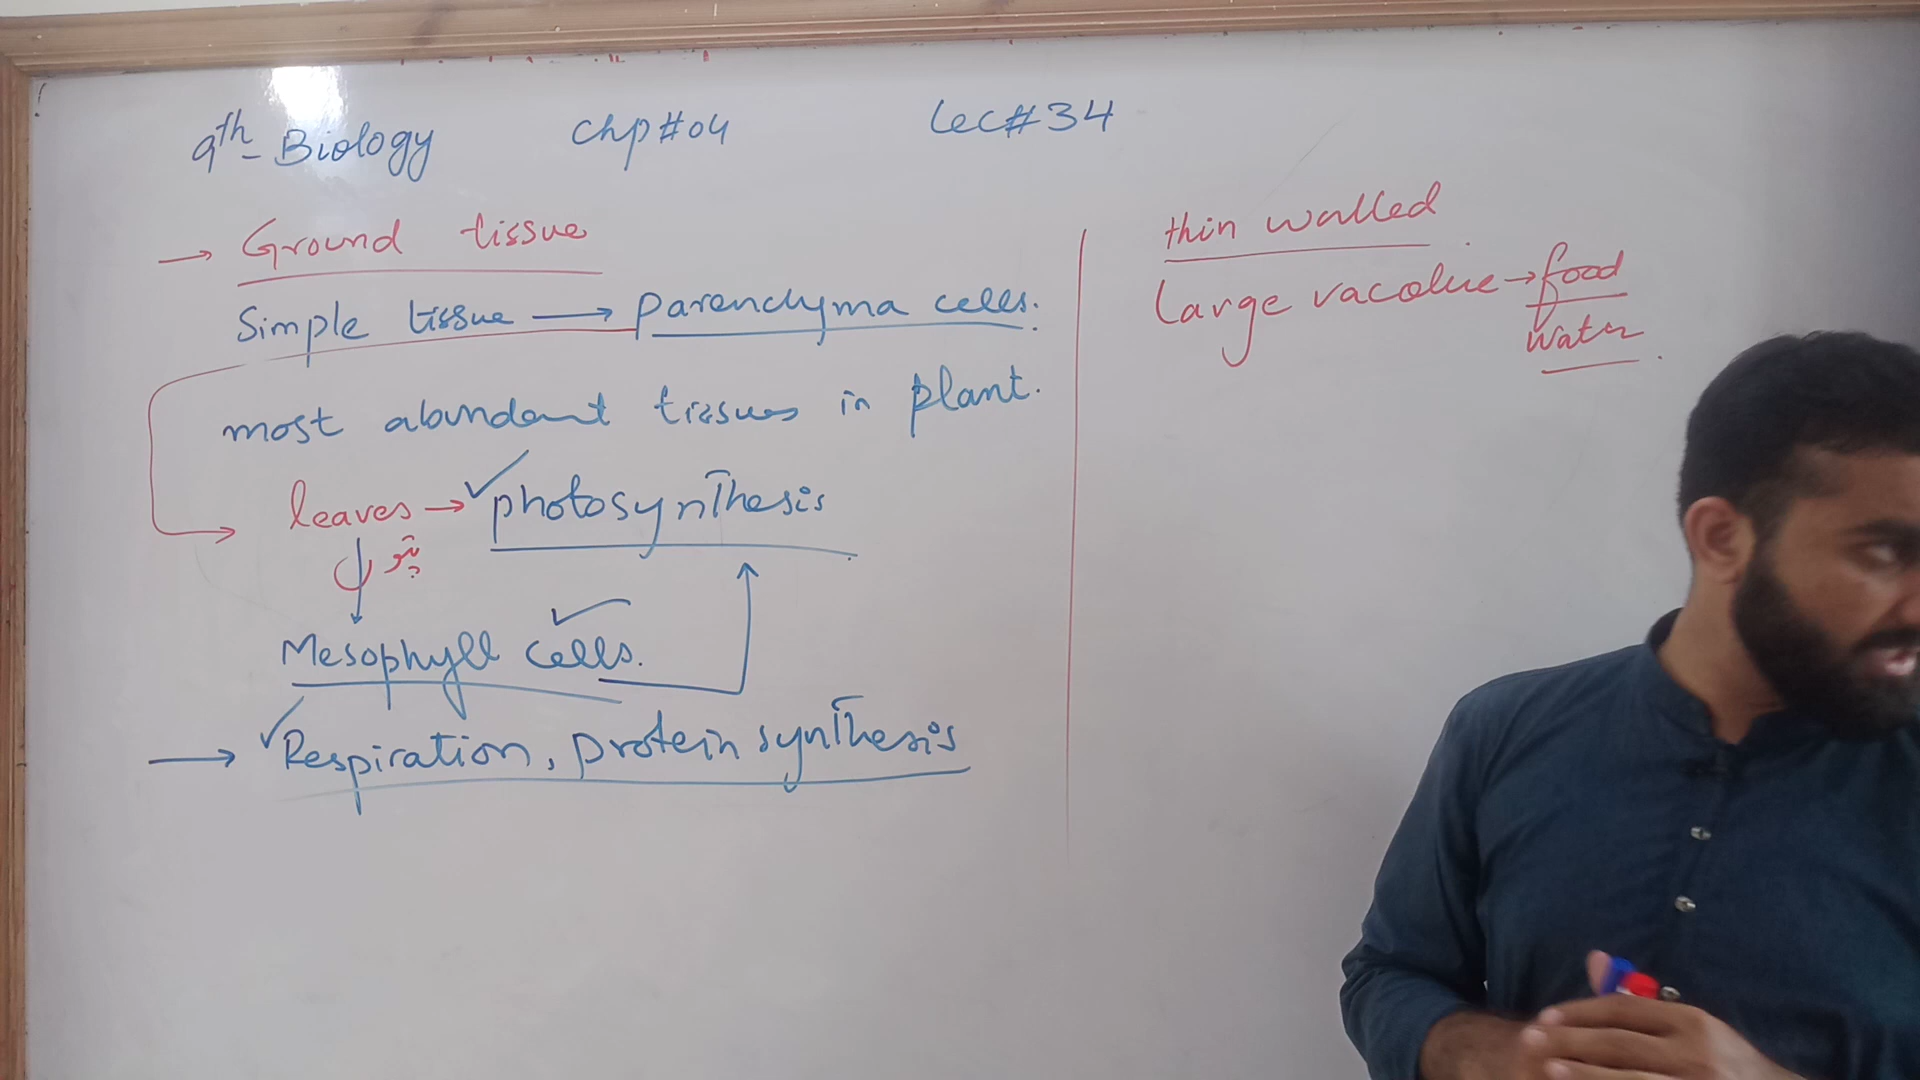 9th-Biology Chp#04 Lec#34
→ Ground tissue
Simple tissue → parenchyma cells.
most abundant tissues in plant.
leaves → ✓photosynthesis
پتوں
Mesophyll cells.
→ Respiration, protein synthesis
thin walled
Large vacolue → food
Water